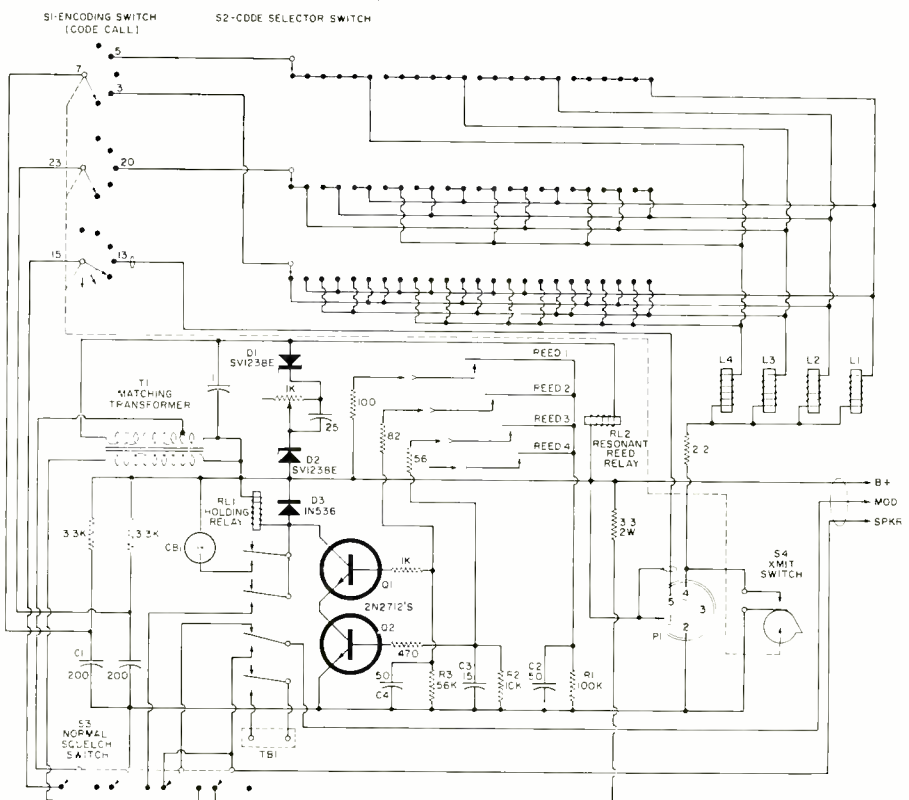 S1-ENCODING SWITCH
[CODE CALL]
S2-CODE SELECTOR SWITCH
5
7
3
23
20
15
13
D1
SV1238E
1K
25
T1
MATCHING
TRANSFORMER
1
100
82
56
REED 1
REED 2
REED 3
REED 4
L4
L3
L2
L1
RL2
RESONANT
REED
RELAY
2.2
D2
SV1238E
D3
1N536
RL1
HOLDING
RELAY
B+
MOD
SPKR
3.3K
3.3K
CB1
3.3
2W
S4
XMIT
SWITCH
1K
Q1
2N2712'S
Q2
470
5
4
3
2
P1
C1
200
200
50
C4
R3
56K
C3
15
R2
1CK
C2
50
R1
100K
S3
NORMAL
SQUELCH
SWITCH
TB1